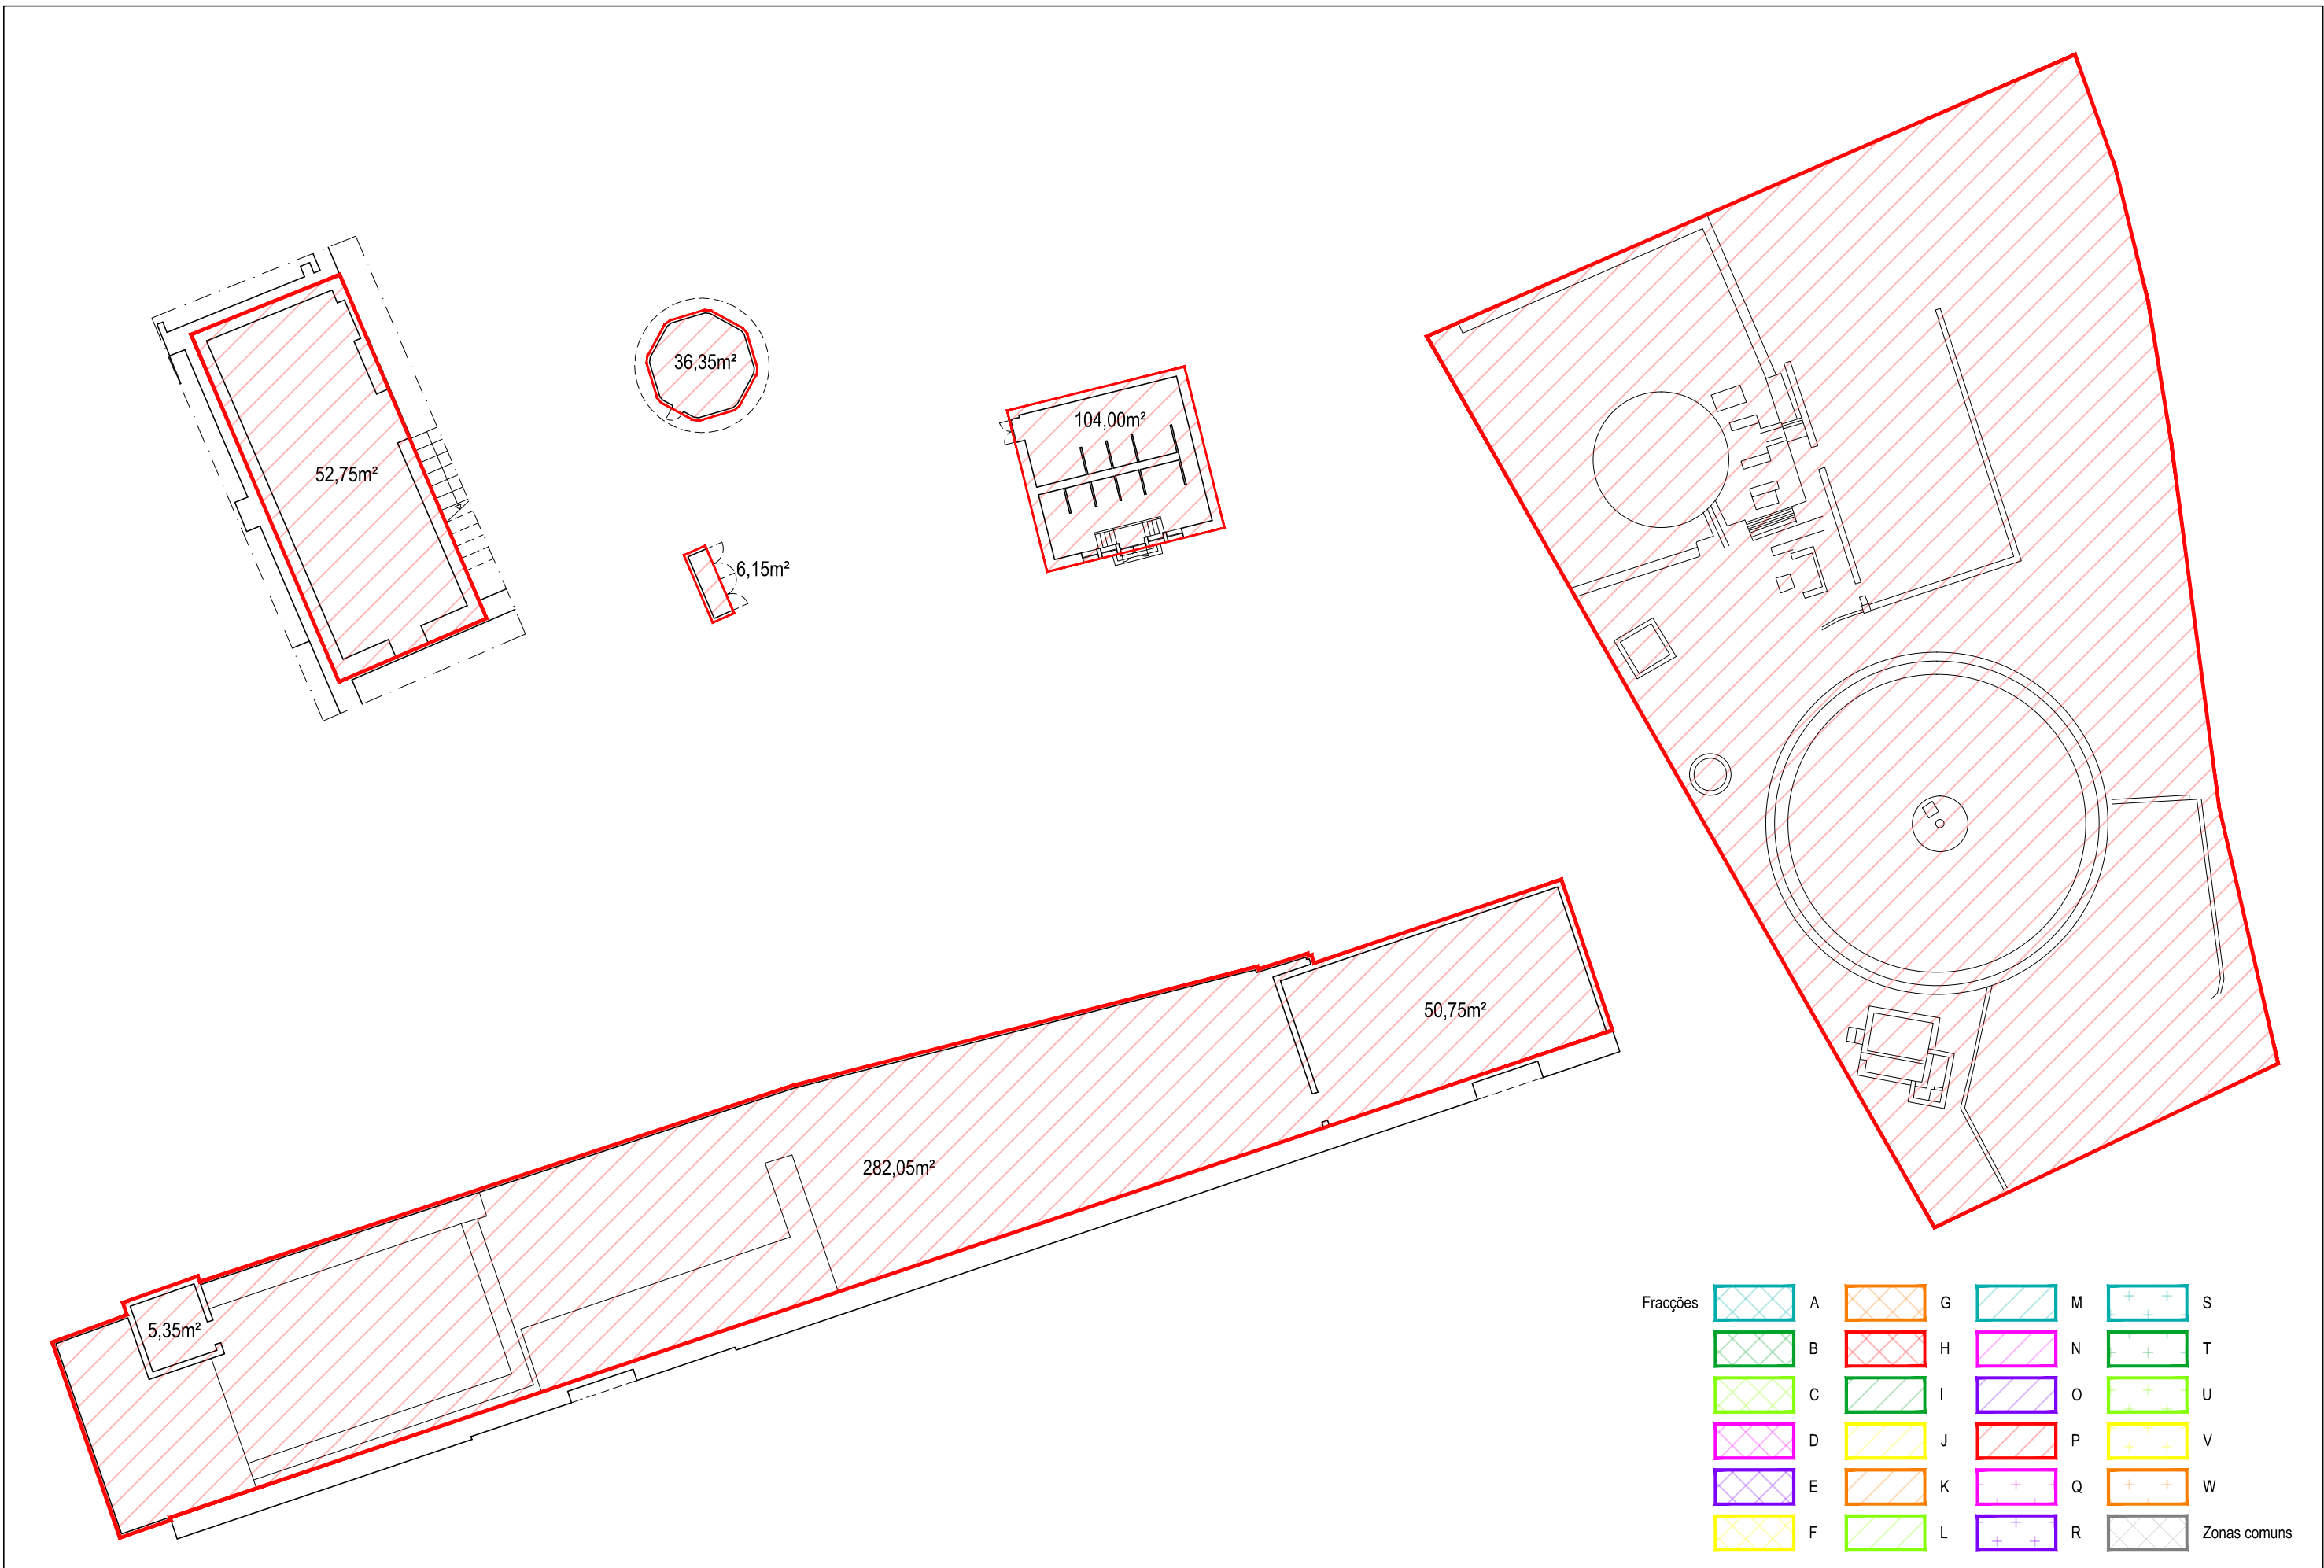 36,35m²
104,00m²
52,75m²
6,15m²
50,75m²
282,05m²
5,35m²
Fracções A G M S
B H N T
C I O U
D J P V
E K Q W
F L R Zonas comuns